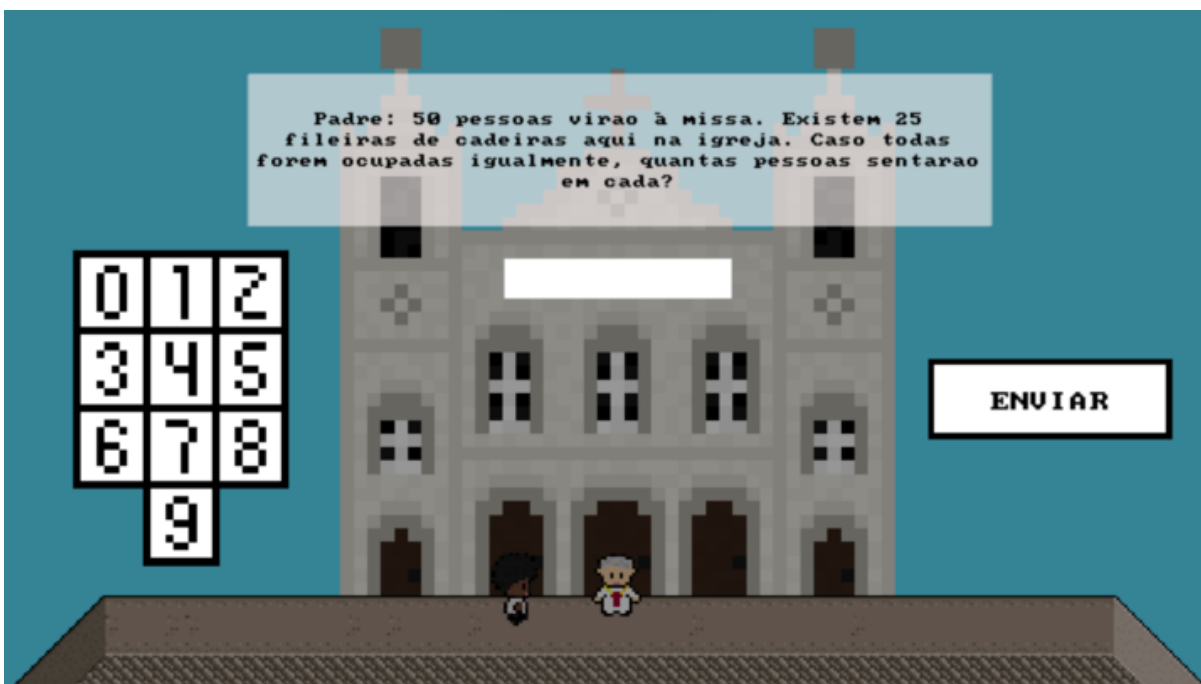 Padre: 50 pessoas virao à missa. Existem 25
fileiras de cadeiras aqui na igreja. Caso todas
forem ocupadas igualmente, quantas pessoas sentarao
em cada?
0 1 2
3 4 5
6 7 8
9
ENVIAR